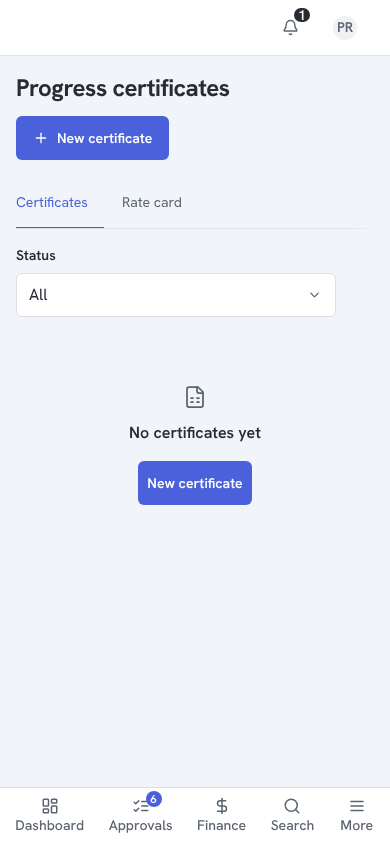 1
PR
Progress certificates
New certificate
Certificates
Rate card
Status
All
No certificates yet
New certificate
6
Dashboard
Approvals
Finance
Search
More